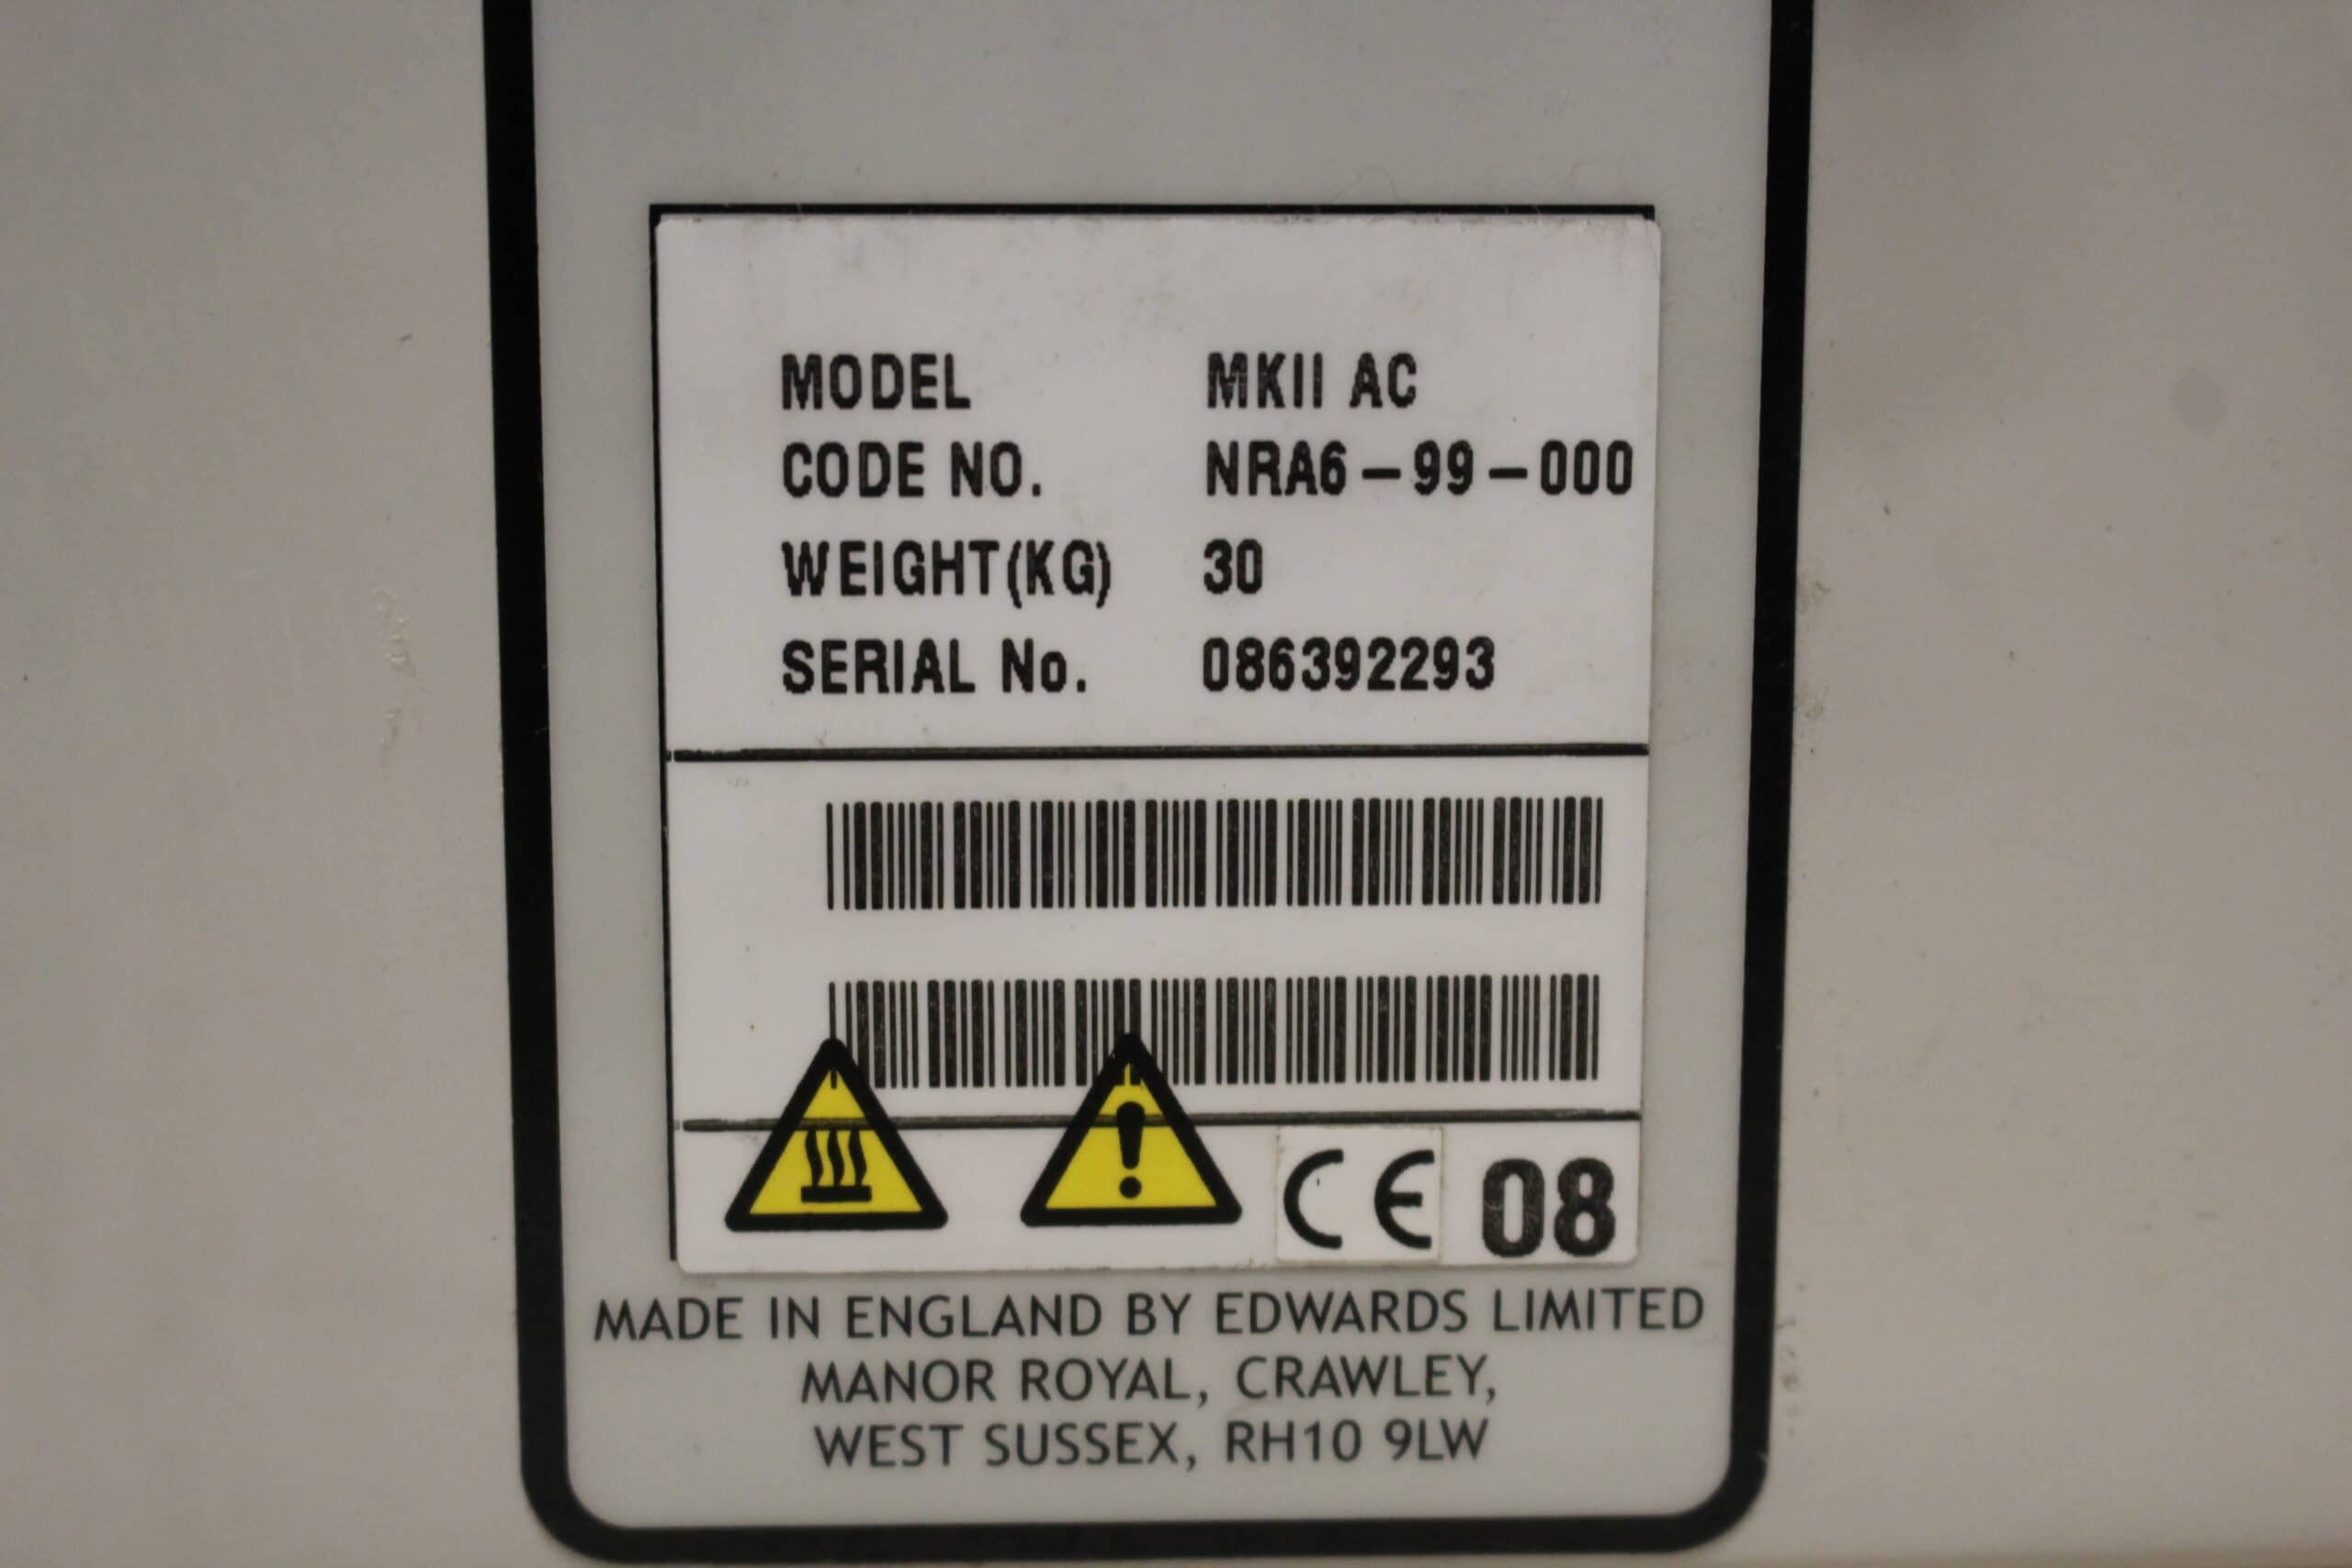 MODEL MKII AC
CODE NO. NRA6-99-000
WEIGHT(KG) 30
SERIAL No. 086392293
CE 08
MADE IN ENGLAND BY EDWARDS LIMITED
MANOR ROYAL, CRAWLEY,
WEST SUSSEX, RH10 9LW